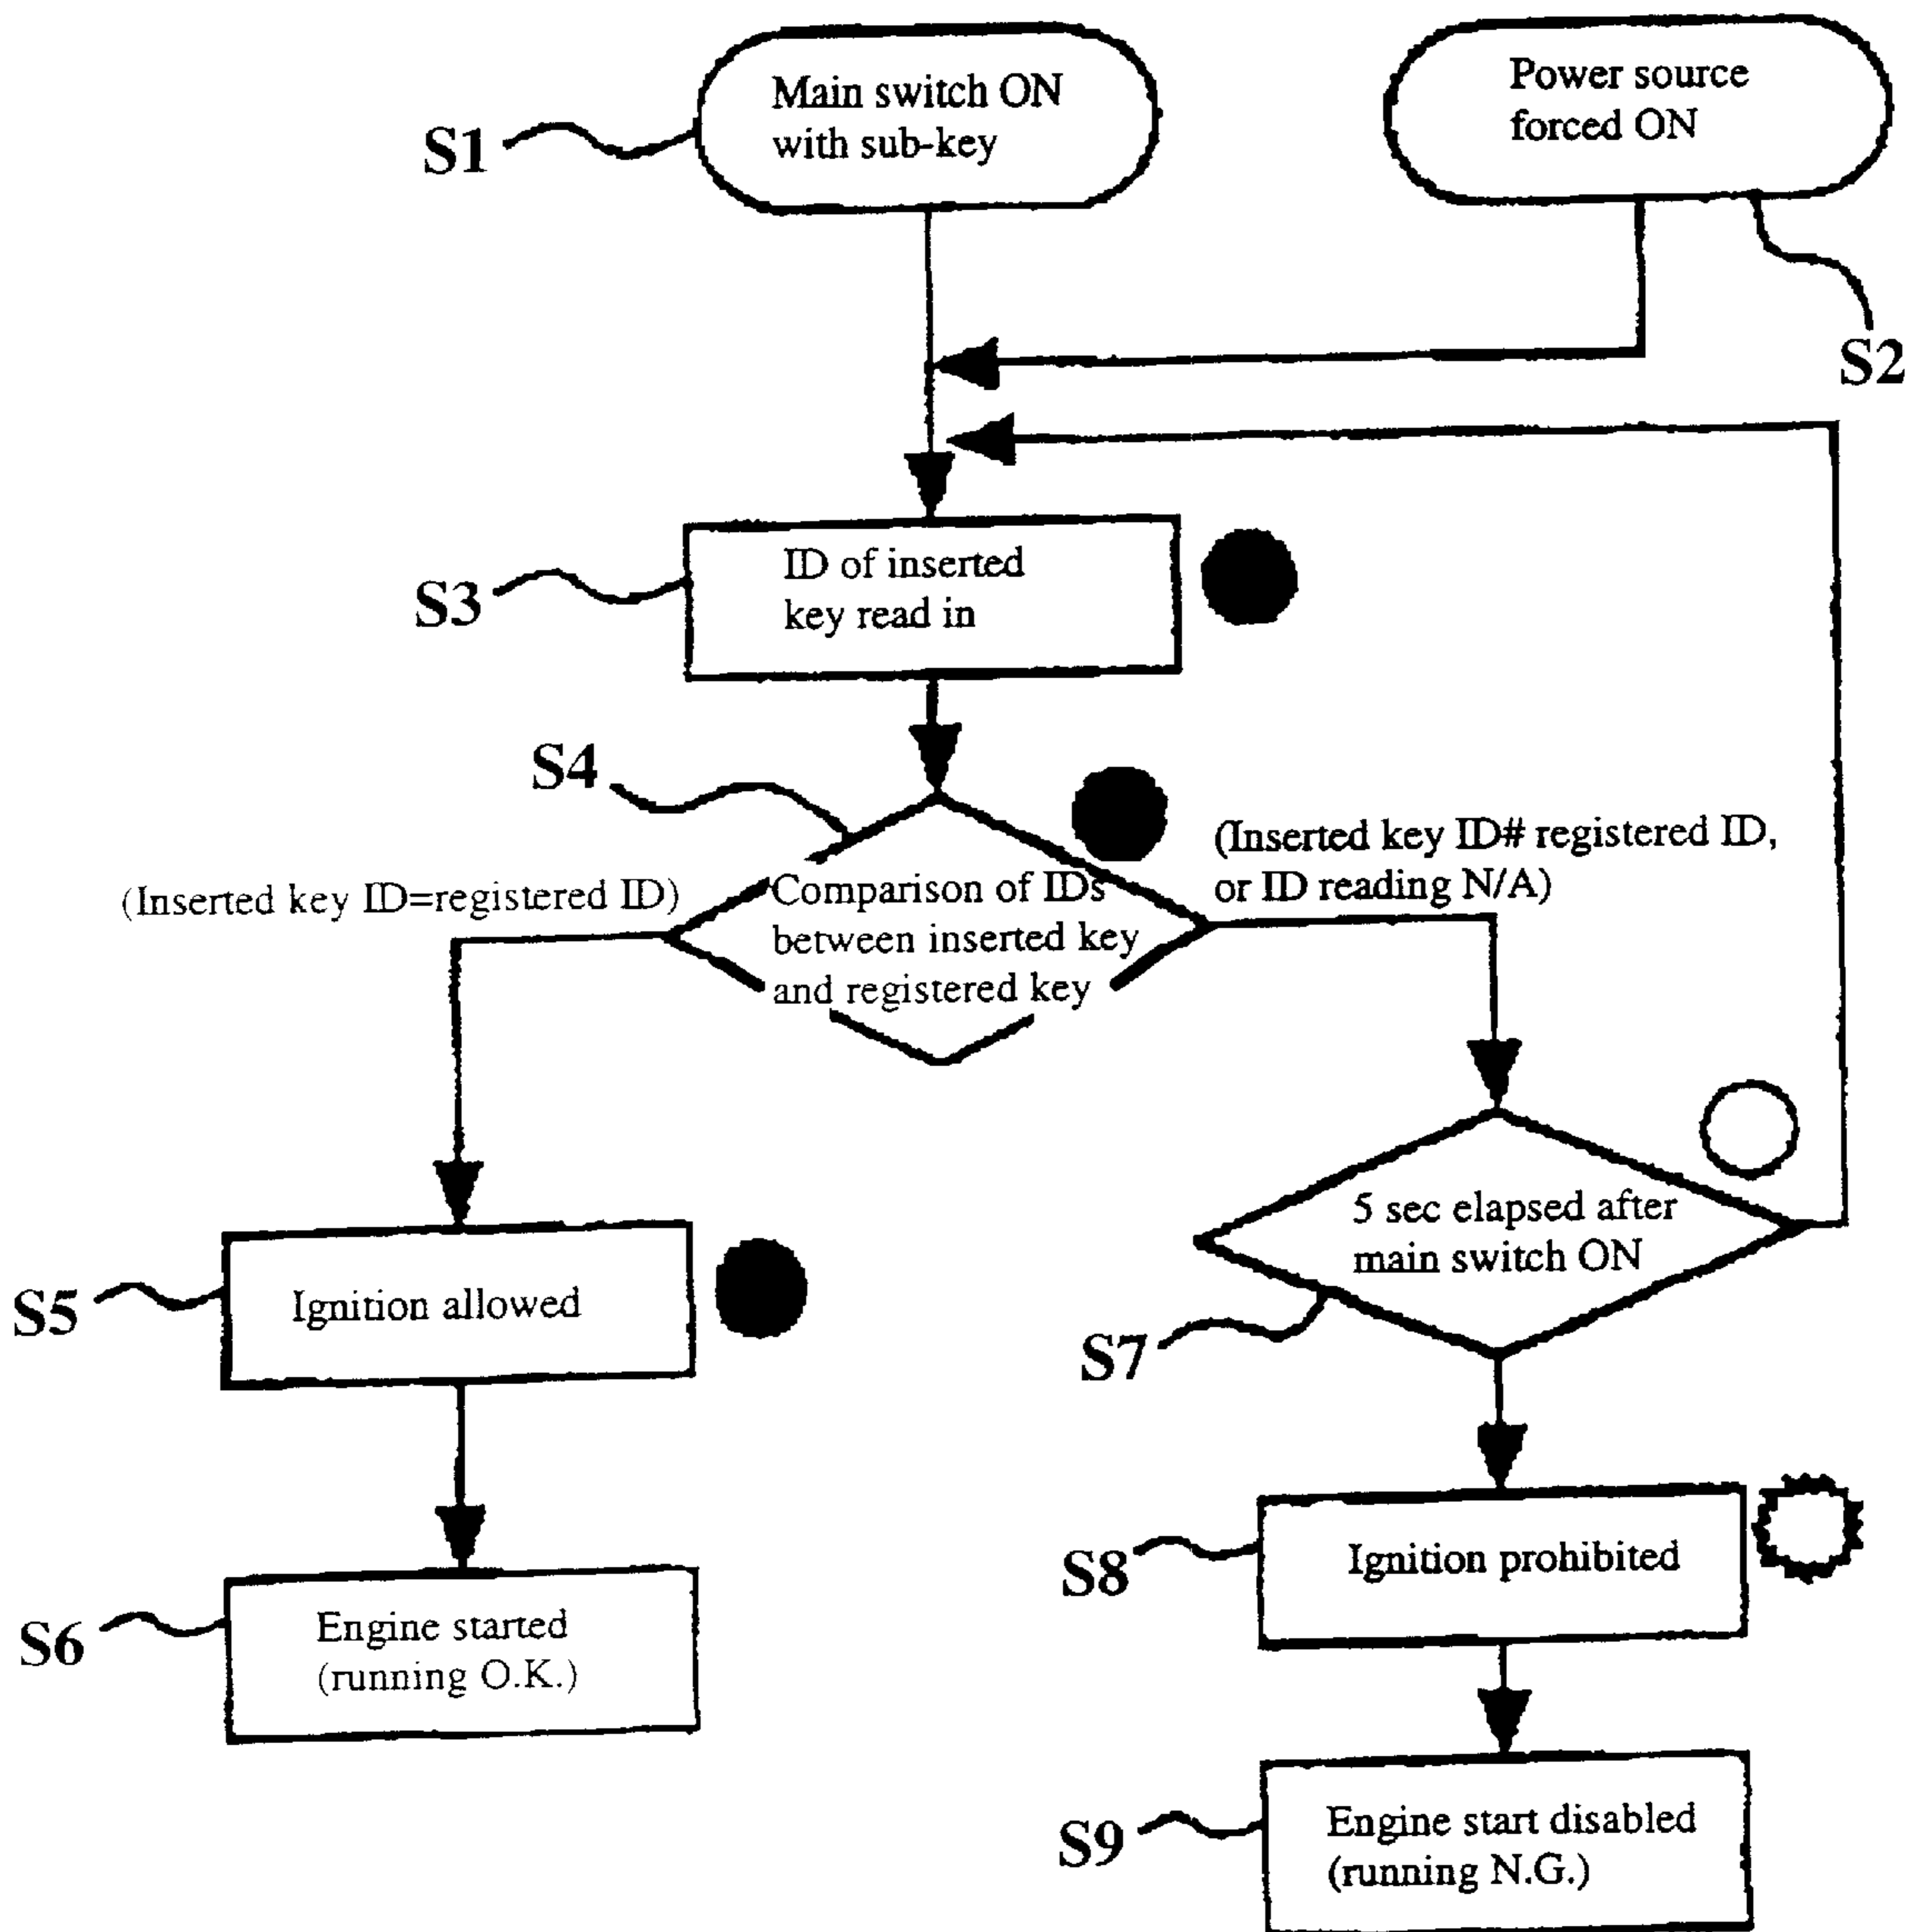 Main switch ON
with sub-key
S1
Power source
forced ON
S2
ID of inserted
key read in
S3
S4
(Inserted key ID# registered ID,
or ID reading N/A)
(Inserted key ID=registered ID)
Comparison of IDs
between inserted key
and registered key
5 sec elapsed after
main switch ON
S7
Ignition allowed
S5
Ignition prohibited
S8
Engine started
(running O.K.)
S6
Engine start disabled
(running N.G.)
S9